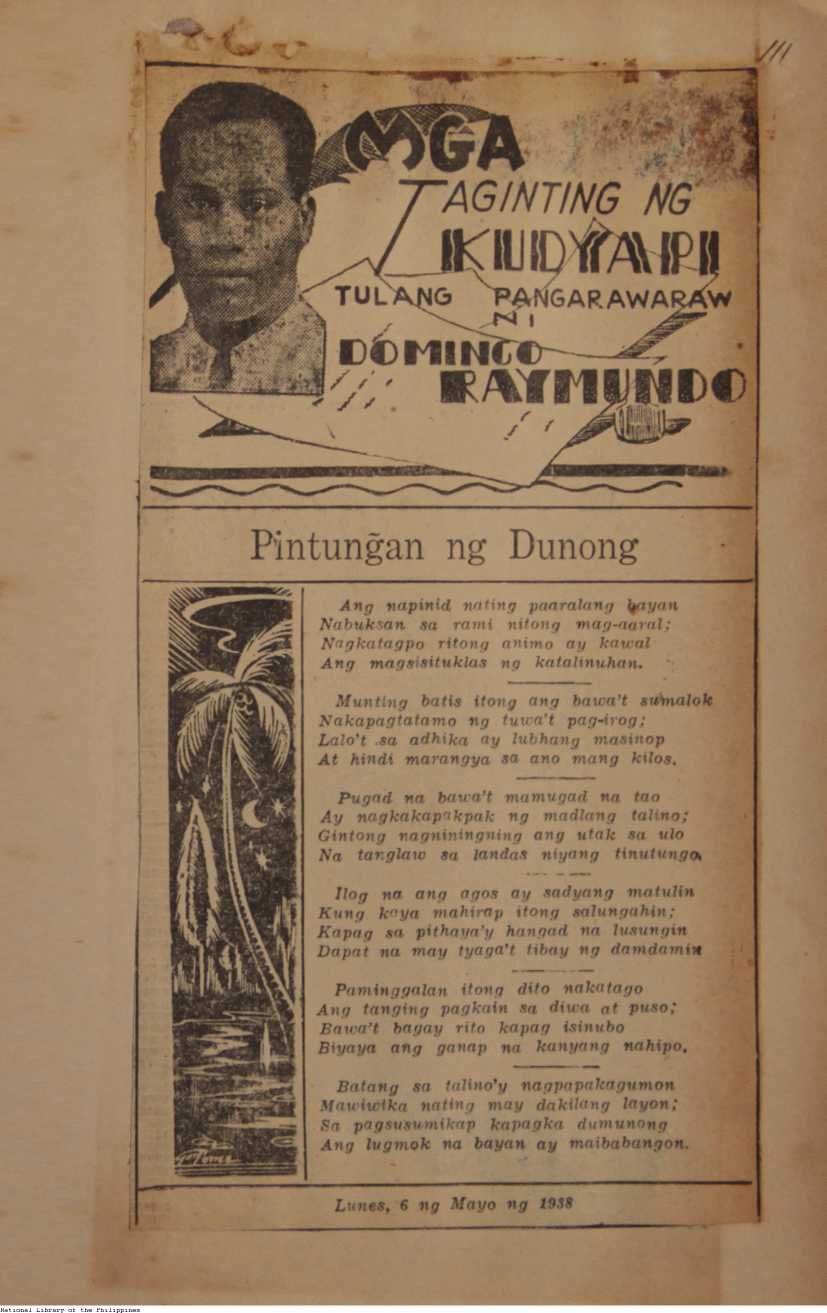 111
MGA
TAGINTING NG
KUDYAPI
TULANG PANGARAWARAW
NI
DOMINGO
RAYMUNDO
Pintung̃an ng Dunong
Ang napinid nating paaralang bayan
Nabuksan sa rami nitong mag-aaral;
Nagkatagpo ritong animo ay kawal
Ang magsisituklas ng katalinuhan.
Munting batis itong ang bawa't sumalok
Nakapagtatamo ng tuwa't pag-irog;
Lalo't sa adhika ay lubhang masinop
At hindi marangya sa ano mang kilos.
Pugad na bawa't mamugad na tao
Ay nagkakapakpak ng madlang talino;
Gintong nagniningning ang utak sa ulo
Na tanglaw sa landas niyang tinutungo.
Ilog na ang agos ay sadyang matulin
Kung kaya mahirap itong salungahin;
Kapag sa pithaya'y hangad na lusungin
Dapat na may tyaga't tibay ng damdamin
Paminggalan itong dito nakatago
Ang tanging pagkain sa diwa at puso;
Bawa't bagay rito kapag isinubo
Biyaya ang ganap na kanyang nahipo.
Batang sa talino'y nagpapakagumon
Mawiwika nating may dakilang layon;
Sa pagsusumikap kapagka dumunong
Ang lugmok na bayan ay maibabangon.
Lunes, 6 ng Mayo ng 1938
National Library of the Philippines